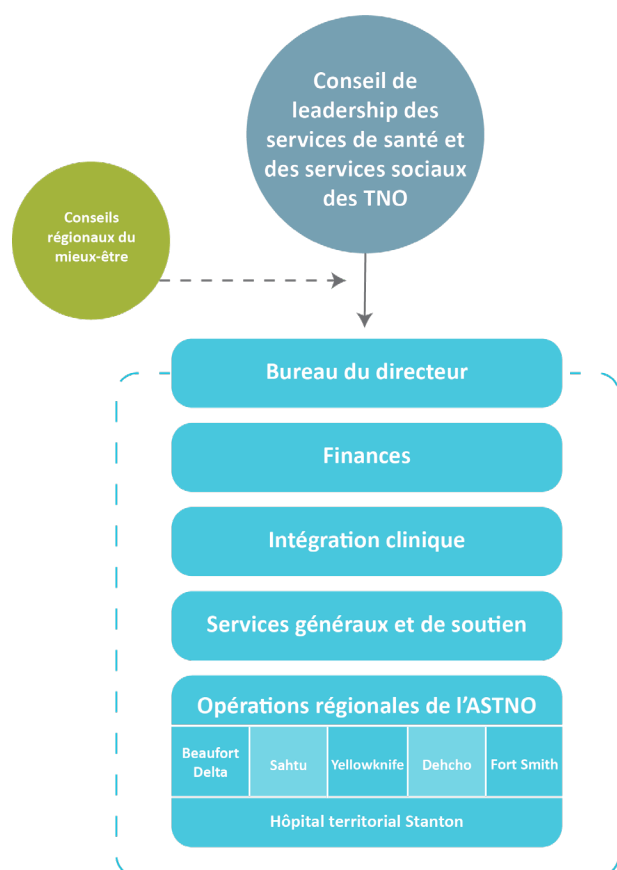 Conseil de
leadership des
services de santé et
des services sociaux
des TNO
Conseils
régionaux du
mieux-être
Bureau du directeur
Finances
Intégration clinique
Services généraux et de soutien
Opérations régionales de l’ASTNO
Beaufort
Delta
Sahtu
Yellowknife
Dehcho
Fort Smith
Hôpital territorial Stanton